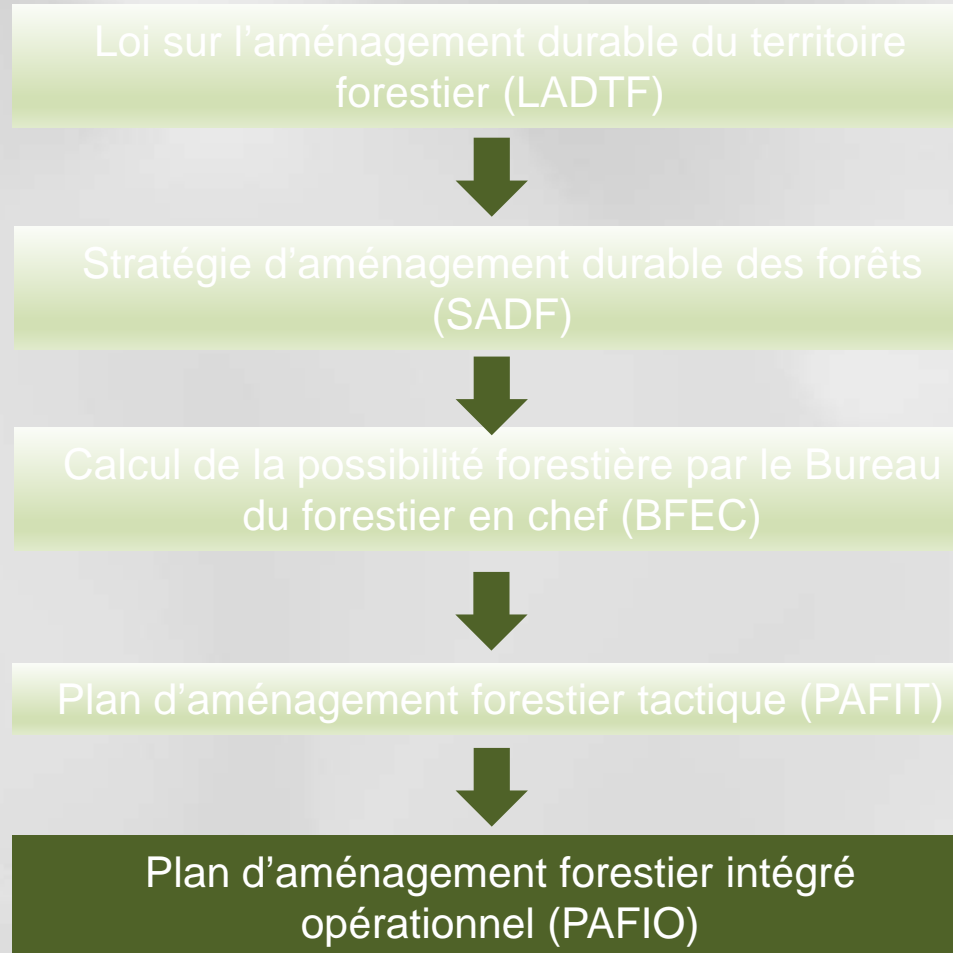 Loi sur l’aménagement durable du territoire
forestier (LADTF)
Stratégie d’aménagement durable des forêts
(SADF)
Calcul de la possibilité forestière par le Bureau
du forestier en chef (BFEC)
Plan d’aménagement forestier tactique (PAFIT)
Plan d’aménagement forestier intégré
opérationnel (PAFIO)